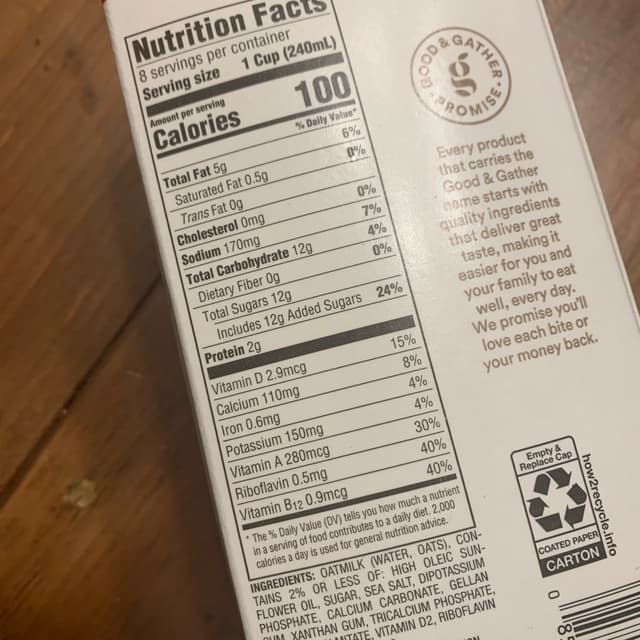 Nutrition Facts
8 servings per container
Serving size 1 Cup (240mL)
Amount per serving
Calories 100
% Daily Value*
Total Fat 5g 6%
Saturated Fat 0.5g 0%
Trans Fat 0g
Cholesterol 0mg 0%
Sodium 170mg 7%
Total Carbohydrate 12g 4%
Dietary Fiber 0g 0%
Total Sugars 12g
Includes 12g Added Sugars 24%
Protein 2g
Vitamin D 2.9mcg 15%
Calcium 110mg 8%
Iron 0.6mg 4%
Potassium 150mg 4%
Vitamin A 280mcg 30%
Riboflavin 0.5mg 40%
Vitamin B12 0.9mcg 40%
* The % Daily Value (DV) tells you how much a nutrient
in a serving of food contributes to a daily diet. 2,000
calories a day is used for general nutrition advice.
INGREDIENTS: OATMILK (WATER, OATS), CON-
TAINS 2% OR LESS OF: HIGH OLEIC SUN-
FLOWER OIL, SUGAR, SEA SALT, DIPOTASSIUM
PHOSPHATE, CALCIUM CARBONATE, GELLAN
XANTHAN GUM, TRICALCIUM PHOSPHATE,
VITAMIN D2, RIBOFLAVIN
GOOD & GATHER
g
PROMISE
Every product
that carries the
Good & Gather
name starts with
quality ingredients
that deliver great
taste, making it
easier for you and
your family to eat
well, every day.
We promise you'll
love each bite or
your money back.
Empty &
Replace Cap
COATED PAPER
CARTON
how2recycle.info
0